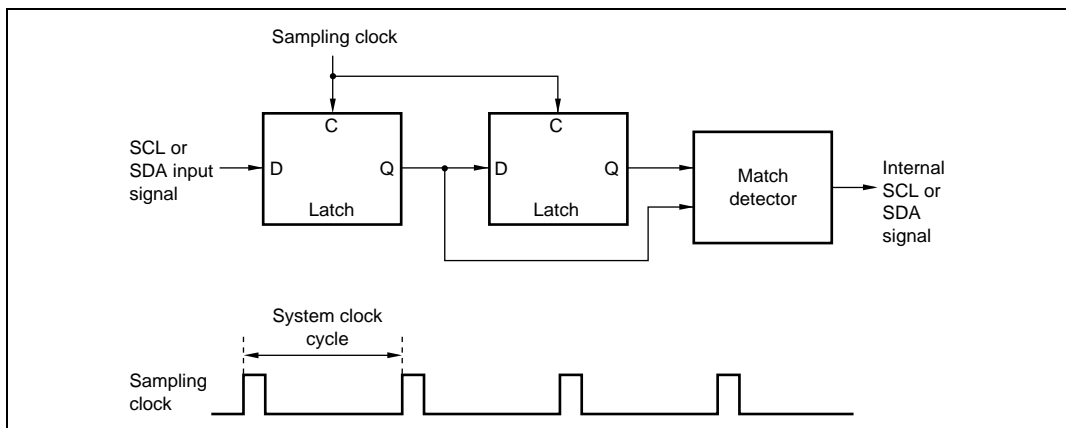 Sampling clock
C
C
SCL or
SDA input
signal
D
Q
Latch
D
Q
Latch
Match
detector
Internal
SCL or
SDA
signal
System clock
cycle
Sampling
clock